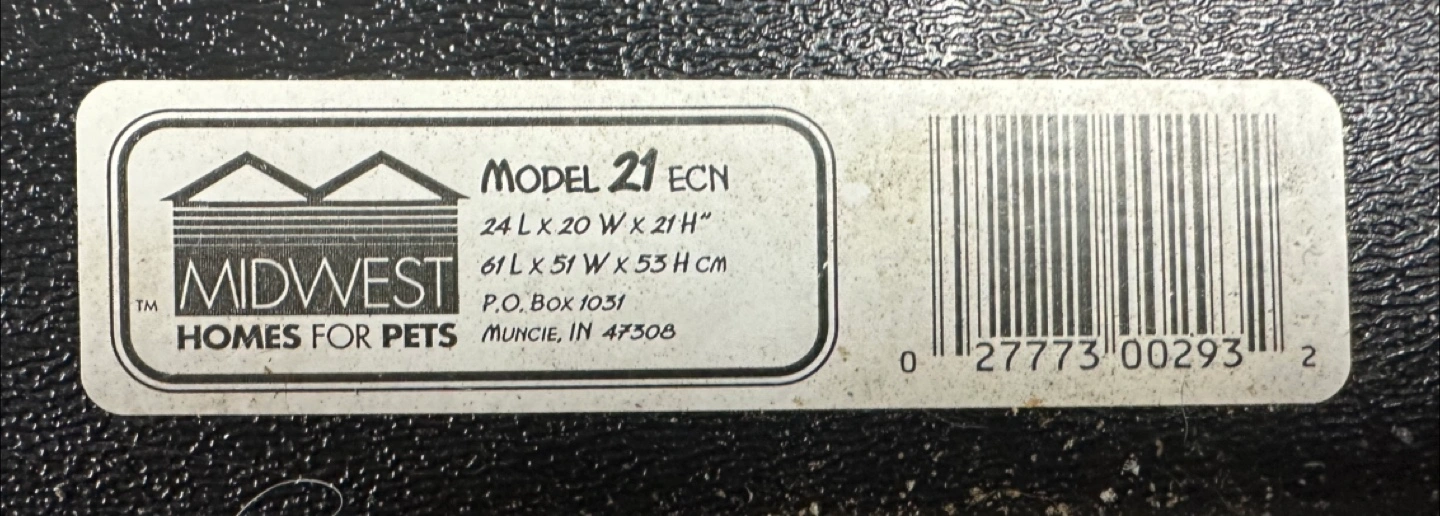 MIDWEST
TM
HOMES FOR PETS
MODEL 21 ECN
24 L X 20 W X 21 H"
61 L X 51 W X 53 H CM
P.O. BOX 1031
MUNCIE, IN 47308
0 27773 00293 2